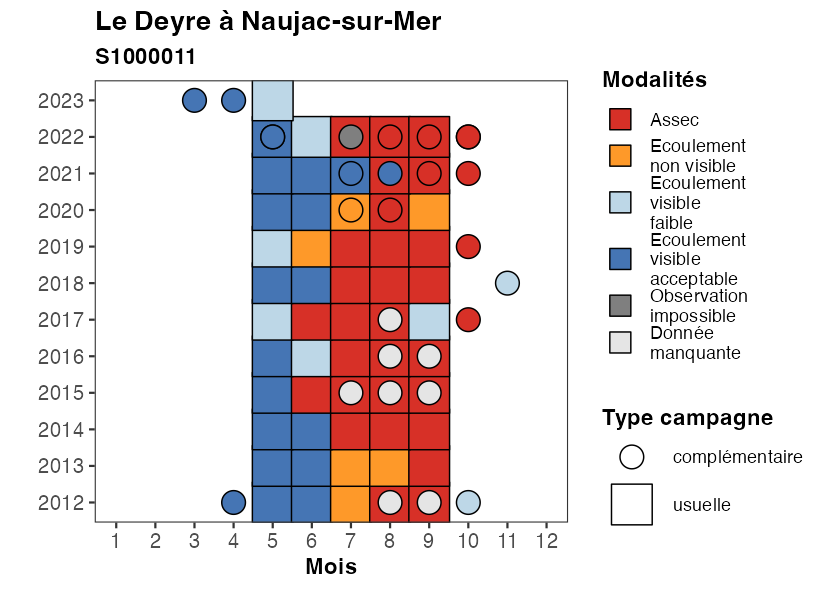 Le Deyre à Naujac-sur-Mer
S1000011
2023
2022
2021
2020
2019
2018
2017
2016
2015
2014
2013
2012
1 2 3 4 5 6 7 8 9 10 11 12
Mois
Modalités
Assec
Ecoulement
non visible
Ecoulement
visible
faible
Ecoulement
visible
acceptable
Observation
impossible
Donnée
manquante
Type campagne
complémentaire
usuelle